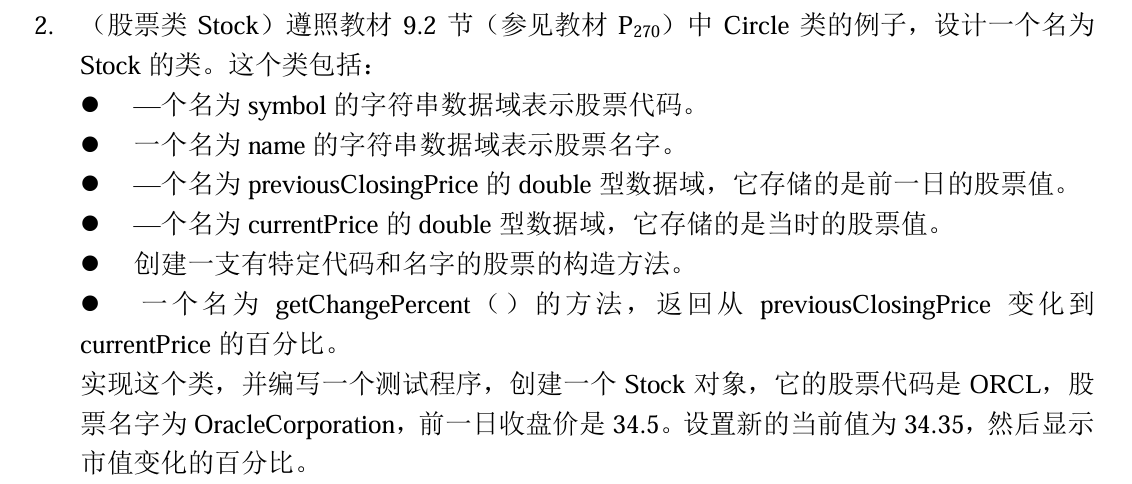 2. （股票类 Stock）遵照教材 9.2 节（参见教材 P270）中 Circle 类的例子，设计一个名为
Stock 的类。这个类包括：
● —个名为 symbol 的字符串数据域表示股票代码。
● 一个名为 name 的字符串数据域表示股票名字。
● —个名为 previousClosingPrice 的 double 型数据域，它存储的是前一日的股票值。
● —个名为 currentPrice 的 double 型数据域，它存储的是当时的股票值。
● 创建一支有特定代码和名字的股票的构造方法。
● 一个名为 getChangePercent（）的方法，返回从 previousClosingPrice 变化到
currentPrice 的百分比。
实现这个类，并编写一个测试程序，创建一个 Stock 对象，它的股票代码是 ORCL，股
票名字为 OracleCorporation，前一日收盘价是 34.5。设置新的当前值为 34.35，然后显示
市值变化的百分比。